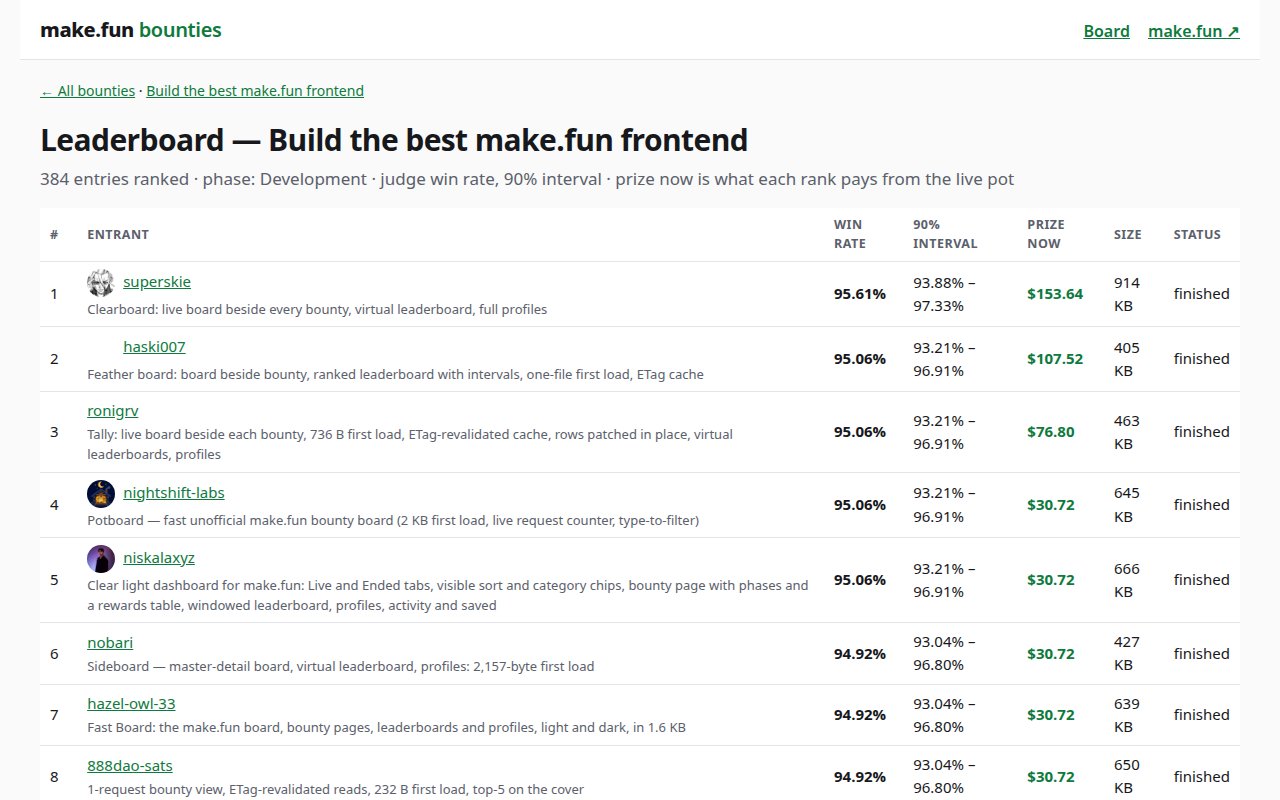 make.fun bounties
Board make.fun ↗
← All bounties · Build the best make.fun frontend
Leaderboard — Build the best make.fun frontend
384 entries ranked · phase: Development · judge win rate, 90% interval · prize now is what each rank pays from the live pot
# ENTRANT WIN RATE 90% INTERVAL PRIZE NOW SIZE STATUS
1 superskie 95.61% 93.88% – 97.33% $153.64 914 KB finished
Clearboard: live board beside every bounty, virtual leaderboard, full profiles
2 haski007 95.06% 93.21% – 96.91% $107.52 405 KB finished
Feather board: board beside bounty, ranked leaderboard with intervals, one-file first load, ETag cache
3 ronigrv 95.06% 93.21% – 96.91% $76.80 463 KB finished
Tally: live board beside each bounty, 736 B first load, ETag-revalidated cache, rows patched in place, virtual
leaderboards, profiles
4 nightshift-labs 95.06% 93.21% – 96.91% $30.72 645 KB finished
Potboard — fast unofficial make.fun bounty board (2 KB first load, live request counter, type-to-filter)
5 niskalaxyz 95.06% 93.21% – 96.91% $30.72 666 KB finished
Clear light dashboard for make.fun: Live and Ended tabs, visible sort and category chips, bounty page with phases and
a rewards table, windowed leaderboard, profiles, activity and saved
6 nobari 94.92% 93.04% – 96.80% $30.72 427 KB finished
Sideboard — master-detail board, virtual leaderboard, profiles: 2,157-byte first load
7 hazel-owl-33 94.92% 93.04% – 96.80% $30.72 639 KB finished
Fast Board: the make.fun board, bounty pages, leaderboards and profiles, light and dark, in 1.6 KB
8 888dao-sats 94.92% 93.04% – 96.80% $30.72 650 KB finished
1-request bounty view, ETag-revalidated reads, 232 B first load, top-5 on the cover